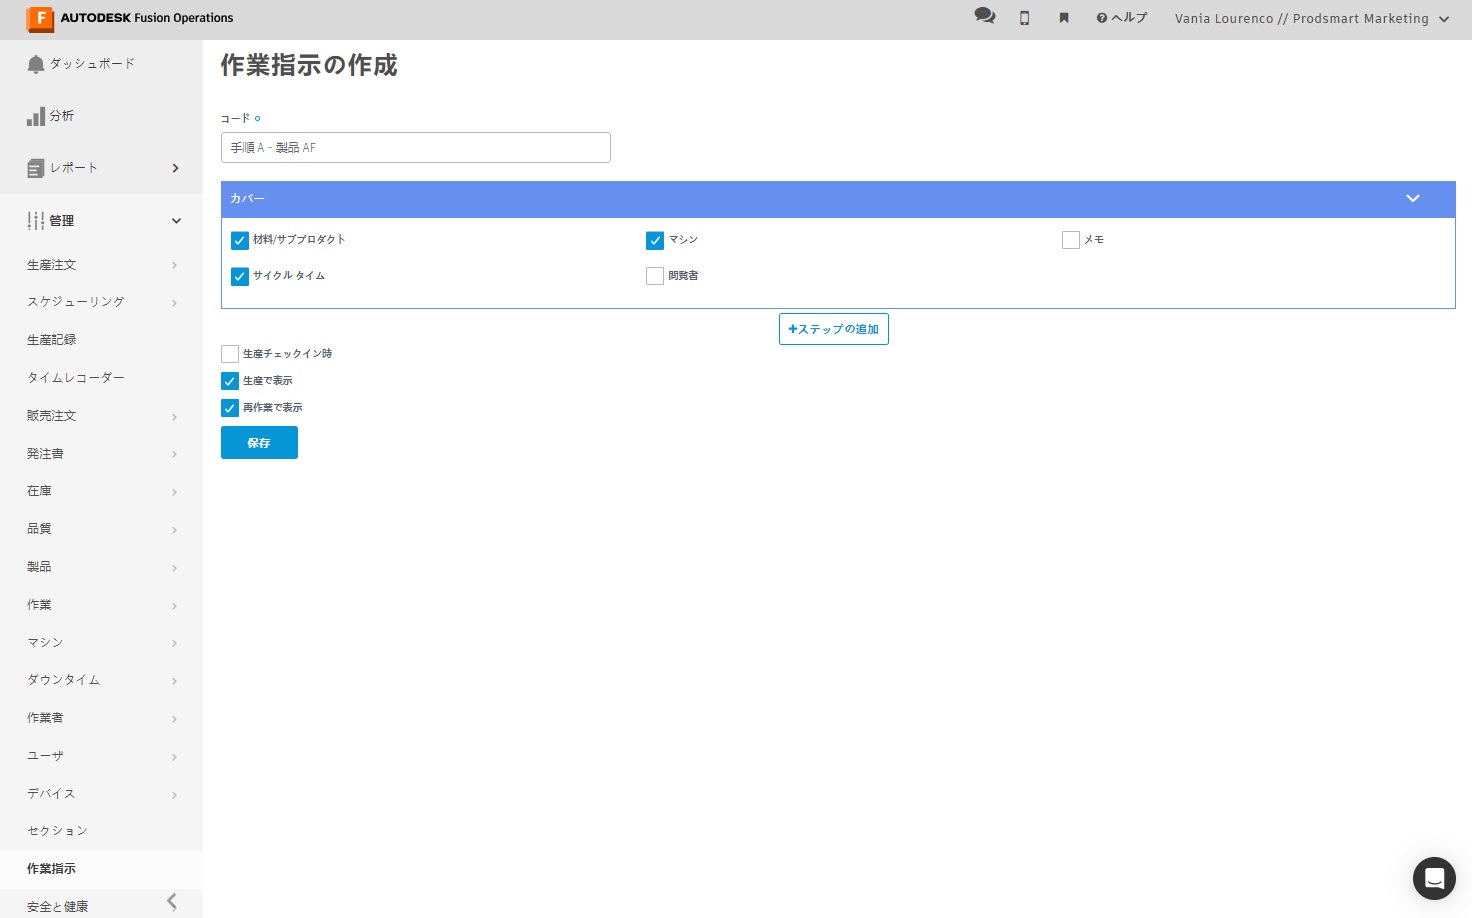 AUTODESK Fusion Operations
ヘルプ
Vania Lourenco // Prodsmart Marketing
ダッシュボード
分析
レポート
管理
生産注文
スケジューリング
生産記録
タイムレコーダー
販売注文
発注書
在庫
品質
製品
作業
マシン
ダウンタイム
作業者
ユーザ
デバイス
セクション
作業指示
安全と健康
作業指示の作成
コード
手順 A - 製品 AF
カバー
材料/サブプロダクト
マシン
メモ
サイクル タイム
閲覧者
+ステップの追加
生産チェックイン時
生産で表示
再作業で表示
保存